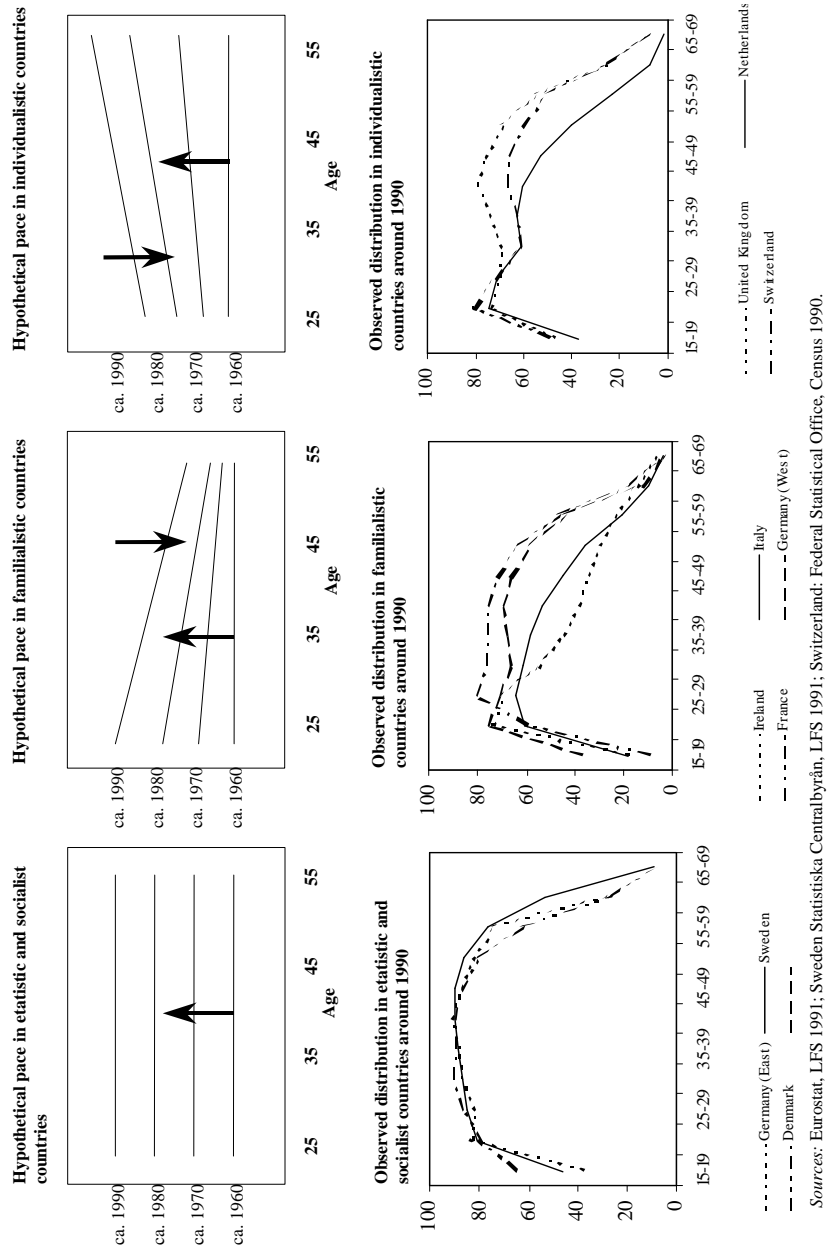 Hypothetical pace in etatistic and socialist
countries
ca. 1990
ca. 1980
ca. 1970
ca. 1960
25 35 45 55
Age
Hypothetical pace in familialistic countries
ca. 1990
ca. 1980
ca. 1970
ca. 1960
25 35 45 55
Age
Hypothetical pace in individualistic countries
ca. 1990
ca. 1980
ca. 1970
ca. 1960
25 35 45 55
Age
Observed distribution in etatistic and
socialist countries around 1990
100
80
60
40
20
0
15-19 25-29 35-39 45-49 55-59 65-69
Germany (East) Sweden
Denmark
Observed distribution in familialistic
countries around 1990
100
80
60
40
20
0
15-19 25-29 35-39 45-49 55-59 65-69
Ireland Italy
France Germany (West)
Observed distribution in individualistic
countries around 1990
100
80
60
40
20
0
15-19 25-29 35-39 45-49 55-59 65-69
United Kingdom Netherlands
Switzerland
Sources: Eurostat, LFS 1991; Sweden Statistiska Centralbyrån, LFS 1991; Switzerland: Federal Statistical Office, Census 1990.